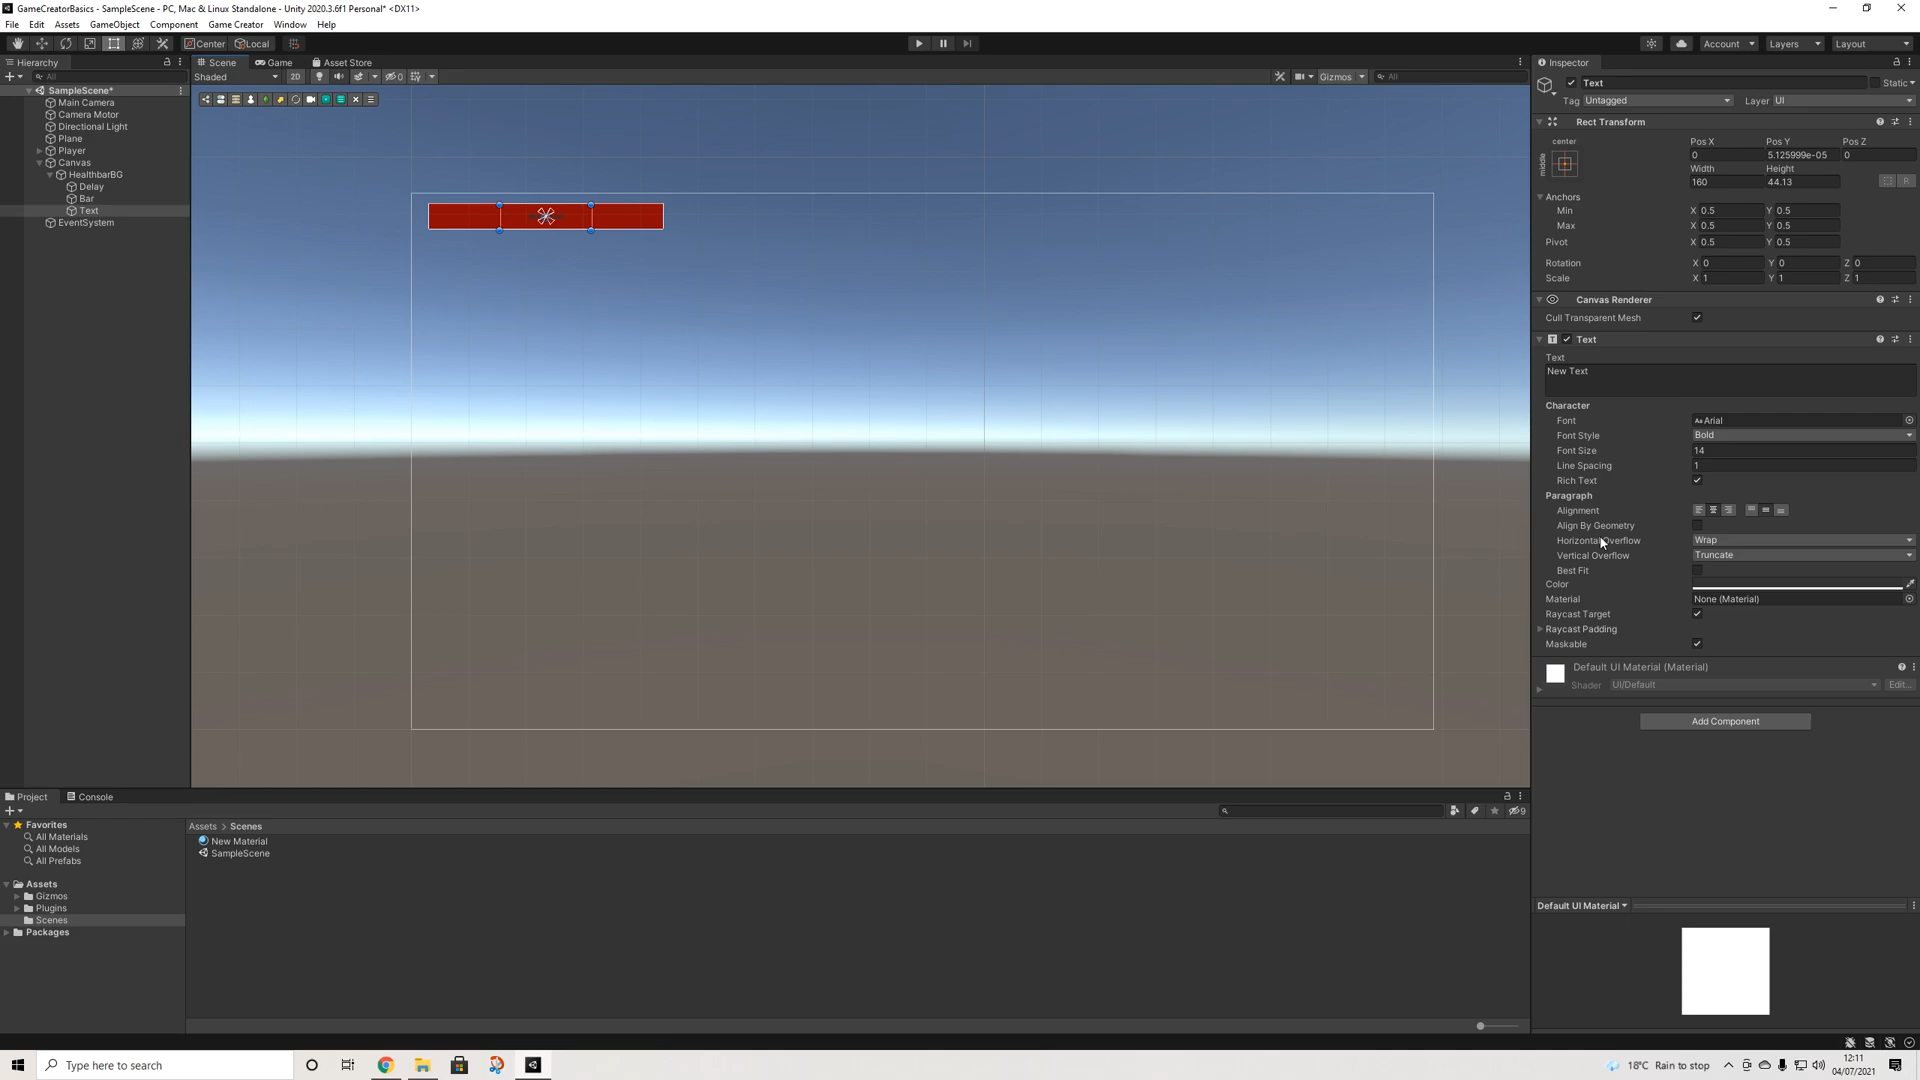 GameCreatorBasics - SampleScene - PC, Mac & Linux Standalone - Unity 2020.3.6f1 Personal* <DX11>
File Edit Assets GameObject Component Game Creator Window Help
Center Local Account Layers Layout
Hierarchy
All
SampleScene*
Main Camera
Camera Motor
Directional Light
Plane
Player
Canvas
HealthbarBG
Delay
Bar
Text
EventSystem
Scene Game Asset Store
Shaded 2D 0 Gizmos All
Inspector
Text Static
Tag Untagged Layer UI
Rect Transform
center
middle
Pos X Pos Y Pos Z
0 5.125999e-05 0
Width Height
160 44.13
R
Anchors
Min X 0.5 Y 0.5
Max X 0.5 Y 0.5
Pivot X 0.5 Y 0.5
Rotation X 0 Y 0 Z 0
Scale X 1 Y 1 Z 1
Canvas Renderer
Cull Transparent Mesh
Text
Text
New Text
Character
Font Aa Arial
Font Style Bold
Font Size 14
Line Spacing 1
Rich Text
Paragraph
Alignment
Align By Geometry
Horizontal Overflow Wrap
Vertical Overflow Truncate
Best Fit
Color
Material None (Material)
Raycast Target
Raycast Padding
Maskable
Default UI Material (Material)
Shader UI/Default Edit...
Add Component
Default UI Material
Project Console
9
Favorites
All Materials
All Models
All Prefabs
Assets
Gizmos
Plugins
Scenes
Packages
Assets > Scenes
New Material
SampleScene
Type here to search
18°C Rain to stop
12:11
04/07/2021